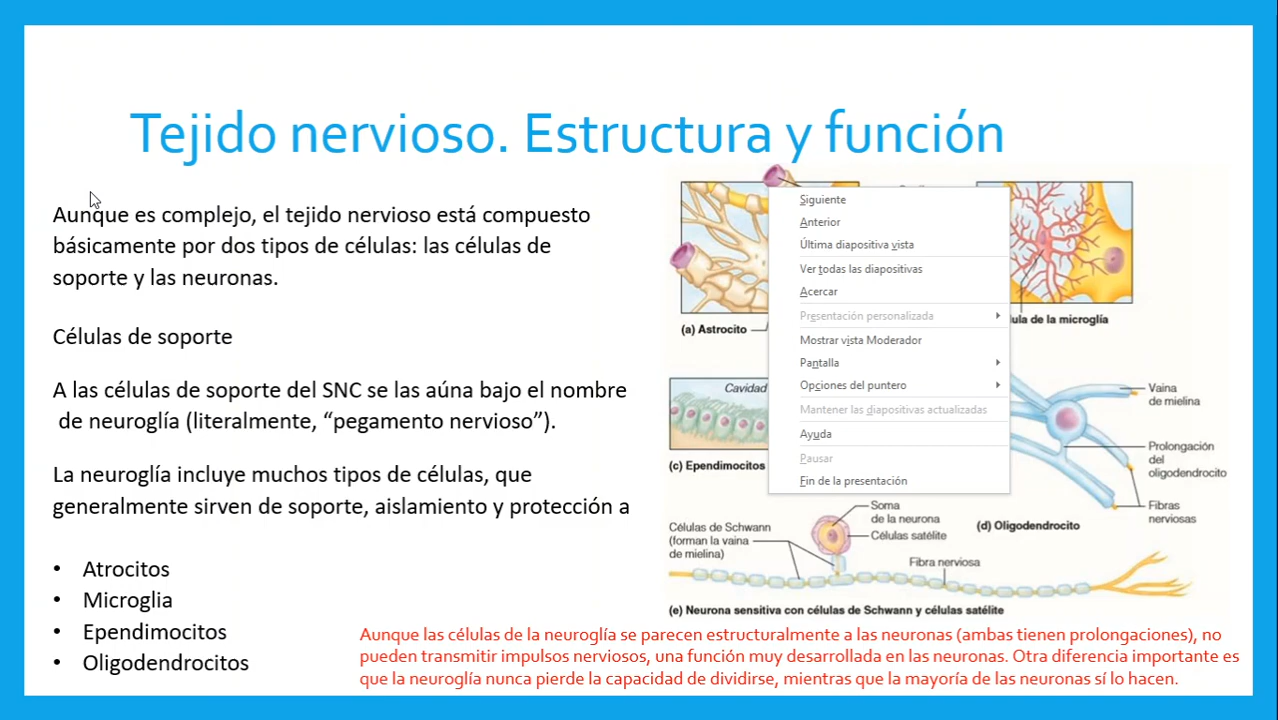 Tejido nervioso. Estructura y función
Aunque es complejo, el tejido nervioso está compuesto
básicamente por dos tipos de células: las células de
soporte y las neuronas.
Células de soporte
A las células de soporte del SNC se las aúna bajo el nombre
de neuroglía (literalmente, “pegamento nervioso”).
La neuroglía incluye muchos tipos de células, que
generalmente sirven de soporte, aislamiento y protección a
• Atrocitos
• Microglia
• Ependimocitos
• Oligodendrocitos
(a) Astrocito
lula de la microglía
Siguiente
Anterior
Última diapositiva vista
Ver todas las diapositivas
Acercar
Presentación personalizada
Mostrar vista Moderador
Pantalla
Opciones del puntero
Mantener las diapositivas actualizadas
Ayuda
Pausar
Fin de la presentación
Cavidad
(c) Ependimocitos
Vaina
de mielina
Prolongación
del
oligodendrocito
Fibras
nerviosas
(d) Oligodendrocito
Soma
de la neurona
Células satélite
Células de Schwann
(forman la vaina
de mielina)
Fibra nerviosa
(e) Neurona sensitiva con células de Schwann y células satélite
Aunque las células de la neuroglía se parecen estructuralmente a las neuronas (ambas tienen prolongaciones), no
pueden transmitir impulsos nerviosos, una función muy desarrollada en las neuronas. Otra diferencia importante es
que la neuroglía nunca pierde la capacidad de dividirse, mientras que la mayoría de las neuronas sí lo hacen.